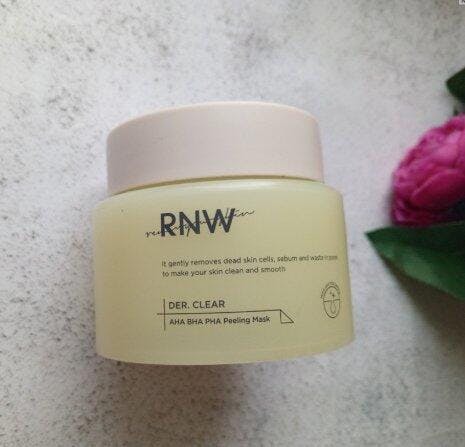 RNW
It gently removes dead skin cells, sebum and waste in pores
to make your skin clean and smooth
DER. CLEAR
AHA BHA PHA Peeling Mask